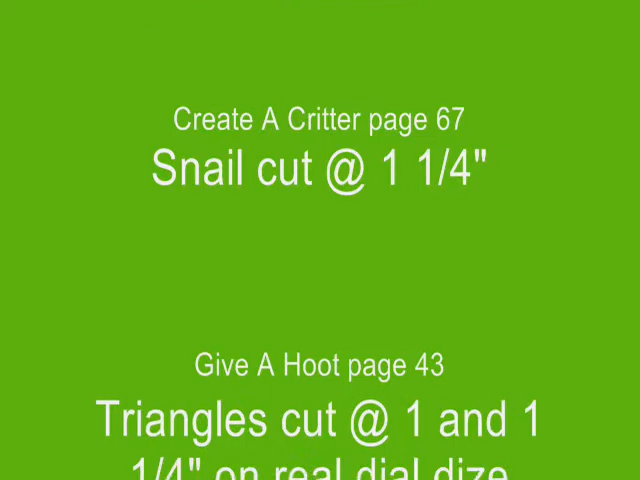 Create A Critter page 67
Snail cut @ 1 1/4"
Give A Hoot page 43
Triangles cut @ 1 and 1
1/4" on real dial dize